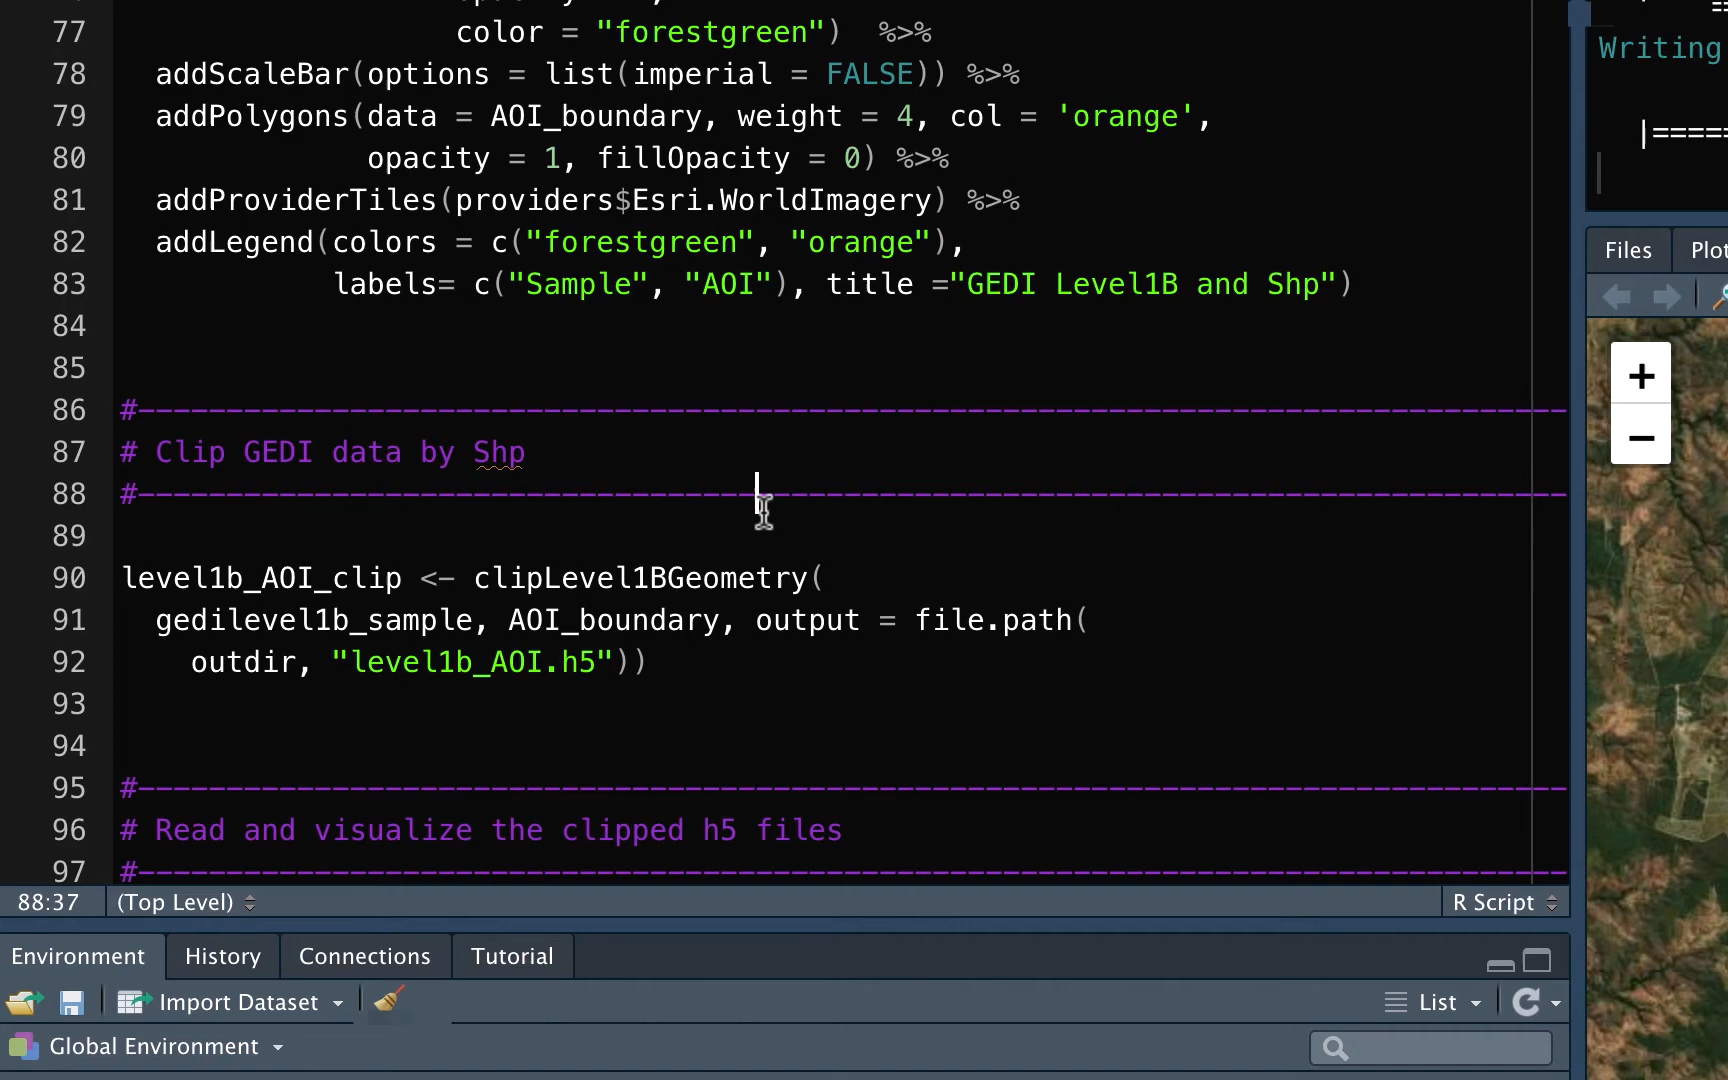 77 color = "forestgreen")  %>%
78 addScaleBar(options = list(imperial = FALSE)) %>%
79 addPolygons(data = AOI_boundary, weight = 4, col = 'orange',
80 opacity = 1, fillOpacity = 0) %>%
81 addProviderTiles(providers$Esri.WorldImagery) %>%
82 addLegend(colors = c("forestgreen", "orange"),
83 labels= c("Sample", "AOI"), title ="GEDI Level1B and Shp")
84
85
86 #----------------------------------------------------------------------------------
87 # Clip GEDI data by Shp
88 #----------------------------------------------------------------------------------
89
90 level1b_AOI_clip <- clipLevel1BGeometry(
91 gedilevel1b_sample, AOI_boundary, output = file.path(
92 outdir, "level1b_AOI.h5"))
93
94
95 #----------------------------------------------------------------------------------
96 # Read and visualize the clipped h5 files
97 #----------------------------------------------------------------------------------
88:37 (Top Level) R Script
Environment History Connections Tutorial
Import Dataset List
Global Environment
Writing
|=====
Files Plot
+
−